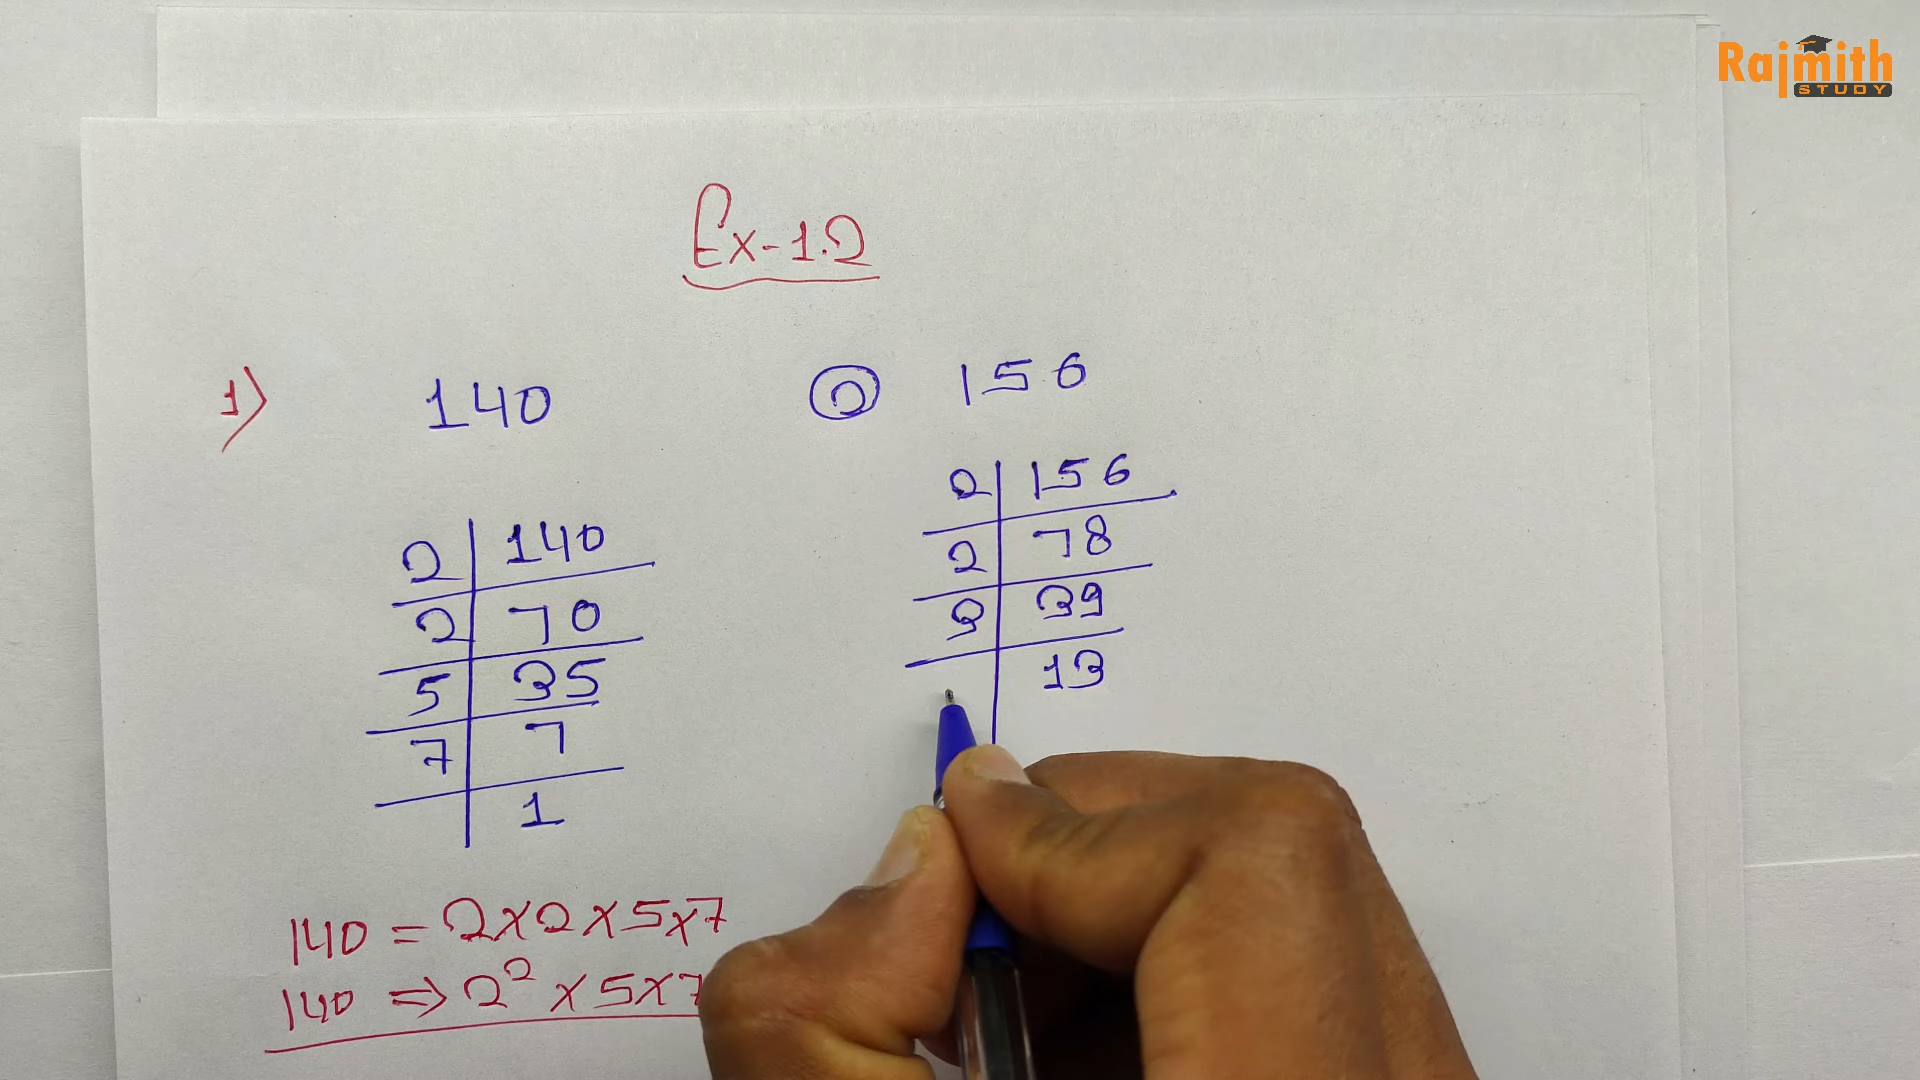 Rajmith
STUDY
Ex-1.2
1) 140
2 | 140
2 | 70
5 | 35
7 | 7
1
140 = 2×2×5×7
140 ⇒ 2² ×5×7
② 156
2 | 156
2 | 78
3 | 39
13